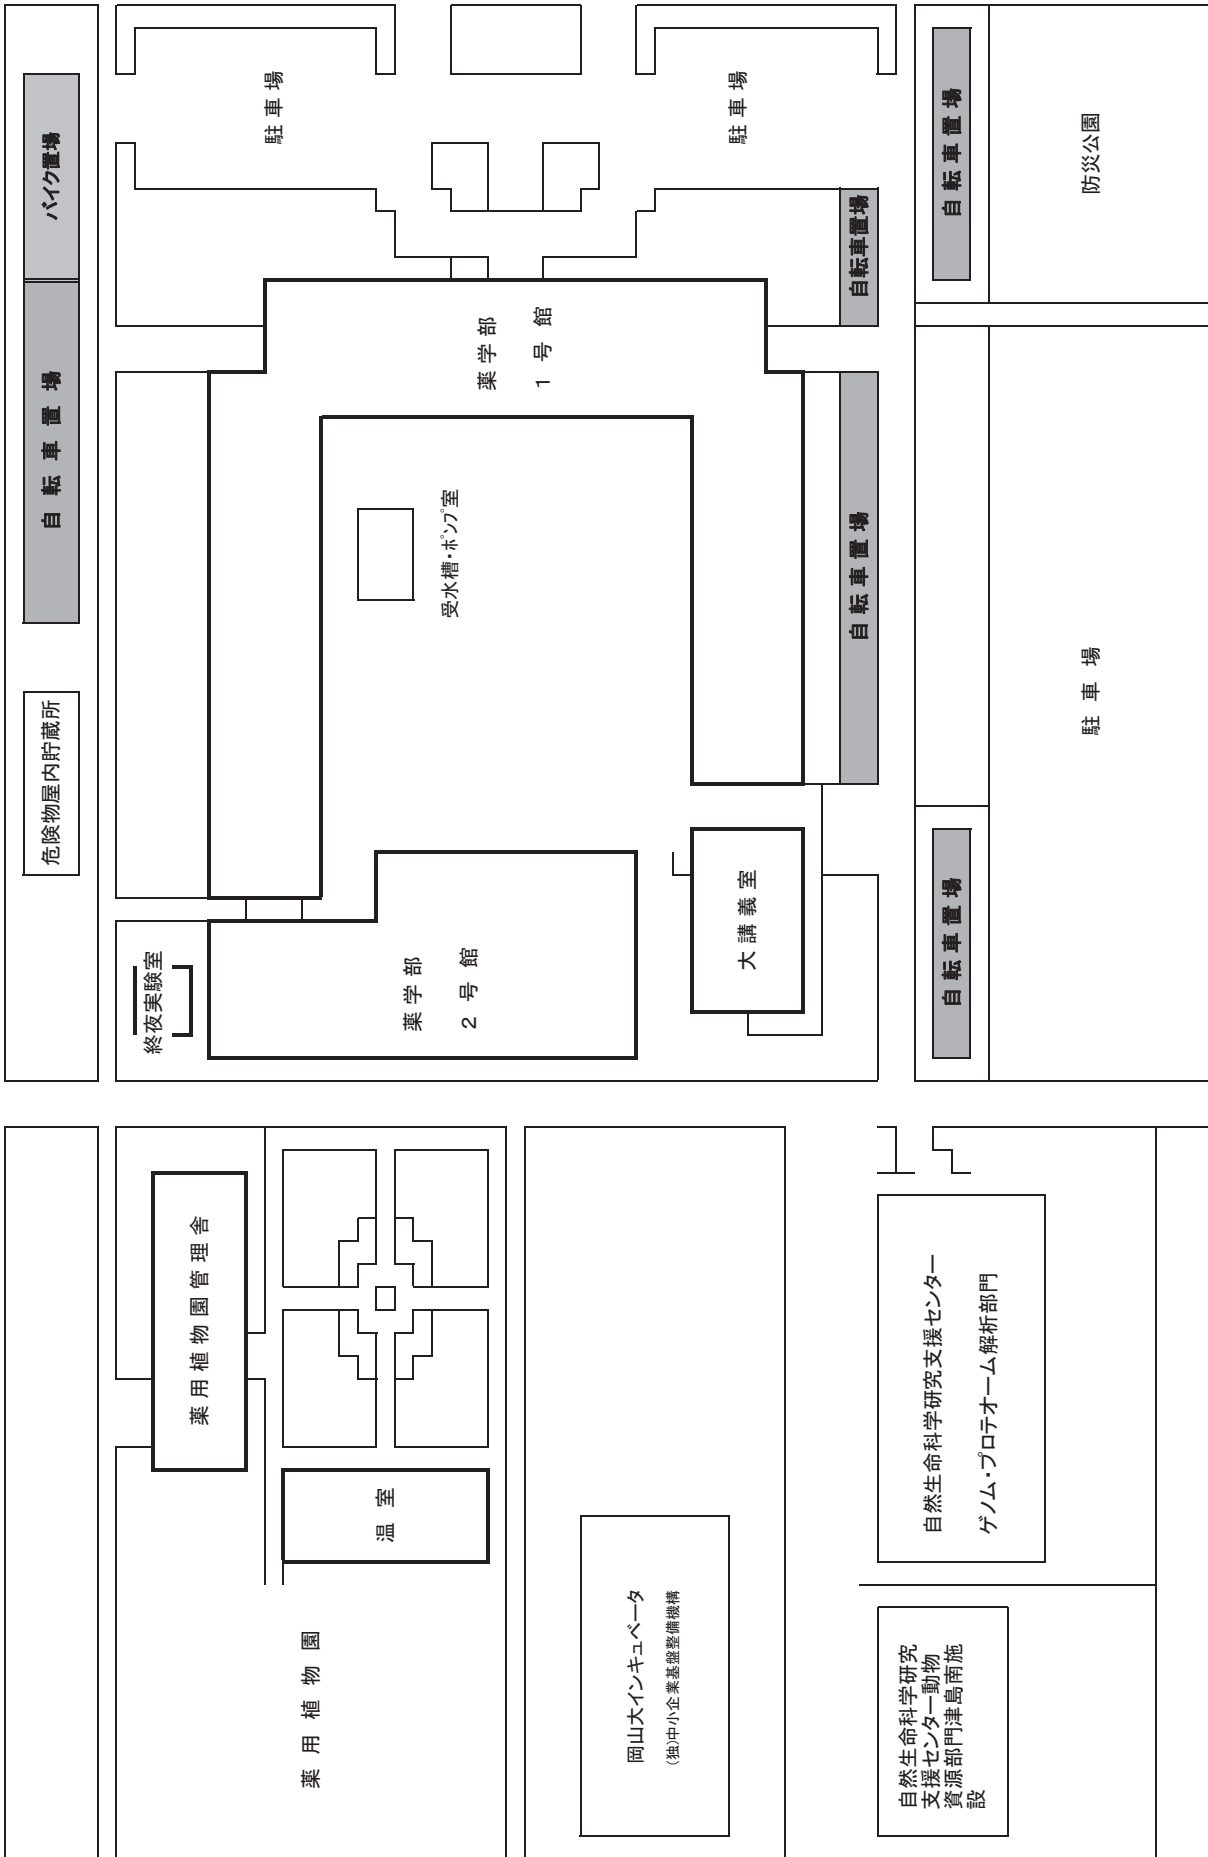 バイク置場
自転車置場
危険物屋内貯蔵所
終夜実験室
駐車場
薬学部
1号館
受水槽・ポンプ室
薬学部
2号館
駐車場
大講義室
自転車置場
自転車置場
自転車置場
自転車置場
防災公園
駐車場
薬用植物園管理舎
温室
薬用植物園
岡山大インキュベータ
(独)中小企業基盤整備機構
自然生命科学研究支援センター
ゲノム・プロテオーム解析部門
自然生命科学研究
支援センター動物
資源部門津島南施
設